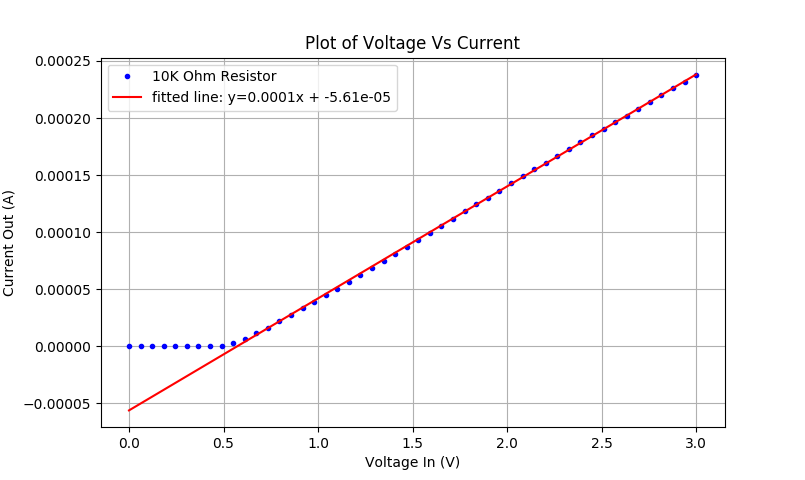 Plot of Voltage Vs Current
10K Ohm Resistor
fitted line: y=0.0001x + -5.61e-05
0.00025
0.00020
0.00015
0.00010
0.00005
0.00000
−0.00005
Current Out (A)
0.0 0.5 1.0 1.5 2.0 2.5 3.0
Voltage In (V)